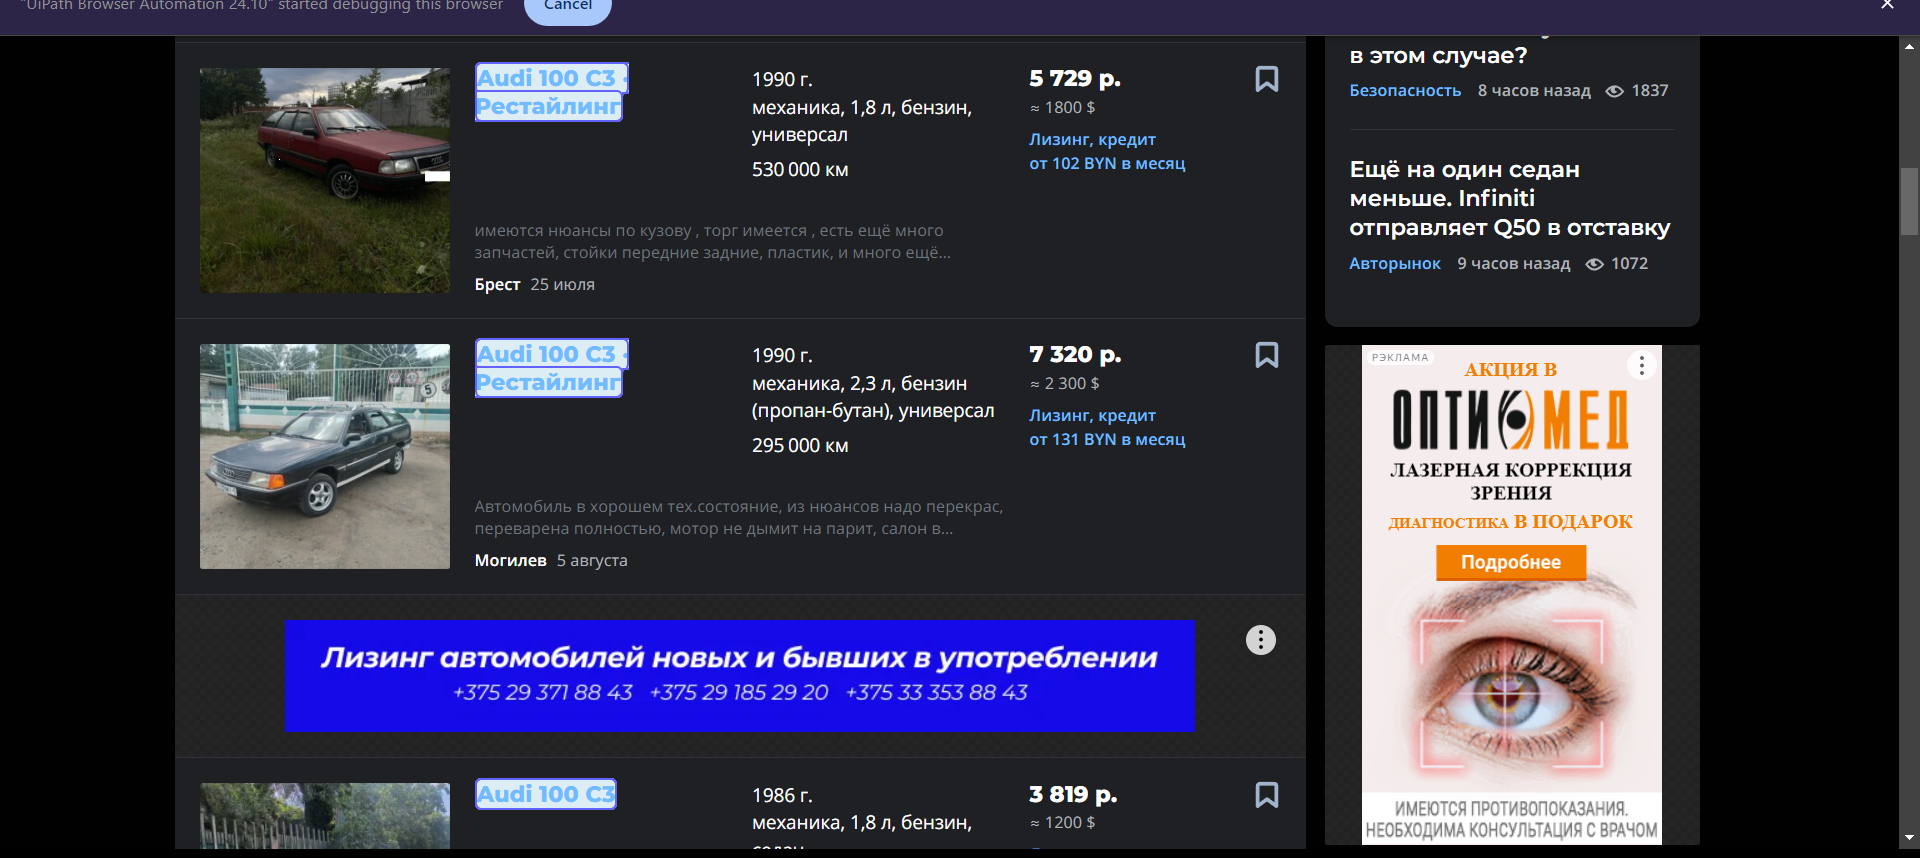 "UiPath Browser Automation 24.10" started debugging this browser
Cancel
Audi 100 C3 ·
Рестайлинг
1990 г.
механика, 1,8 л, бензин,
универсал
530 000 км
5 729 р.
≈ 1800 $
Лизинг, кредит
от 102 BYN в месяц
имеются нюансы по кузову , торг имеется , есть ещё много
запчастей, стойки передние задние, пластик, и много ещё...
Брест 25 июля
Audi 100 C3 ·
Рестайлинг
1990 г.
механика, 2,3 л, бензин
(пропан-бутан), универсал
295 000 км
7 320 р.
≈ 2 300 $
Лизинг, кредит
от 131 BYN в месяц
Автомобиль в хорошем тех.состояние, из нюансов надо перекрас,
переварена полностью, мотор не дымит на парит, салон в...
Могилев 5 августа
Лизинг автомобилей новых и бывших в употреблении
+375 29 371 88 43 +375 29 185 29 20 +375 33 353 88 43
Audi 100 C3
1986 г.
механика, 1,8 л, бензин,
седан
3 819 р.
≈ 1200 $
в этом случае?
Безопасность 8 часов назад 1837
Ещё на один седан
меньше. Infiniti
отправляет Q50 в отставку
Авторынок 9 часов назад 1072
РЭКЛАМА
АКЦИЯ В
ОПТИМЕД
ЛАЗЕРНАЯ КОРРЕКЦИЯ
ЗРЕНИЯ
ДИАГНОСТИКА В ПОДАРОК
Подробнее
ИМЕЮТСЯ ПРОТИВОПОКАЗАНИЯ.
НЕОБХОДИМА КОНСУЛЬТАЦИЯ С ВРАЧОМ